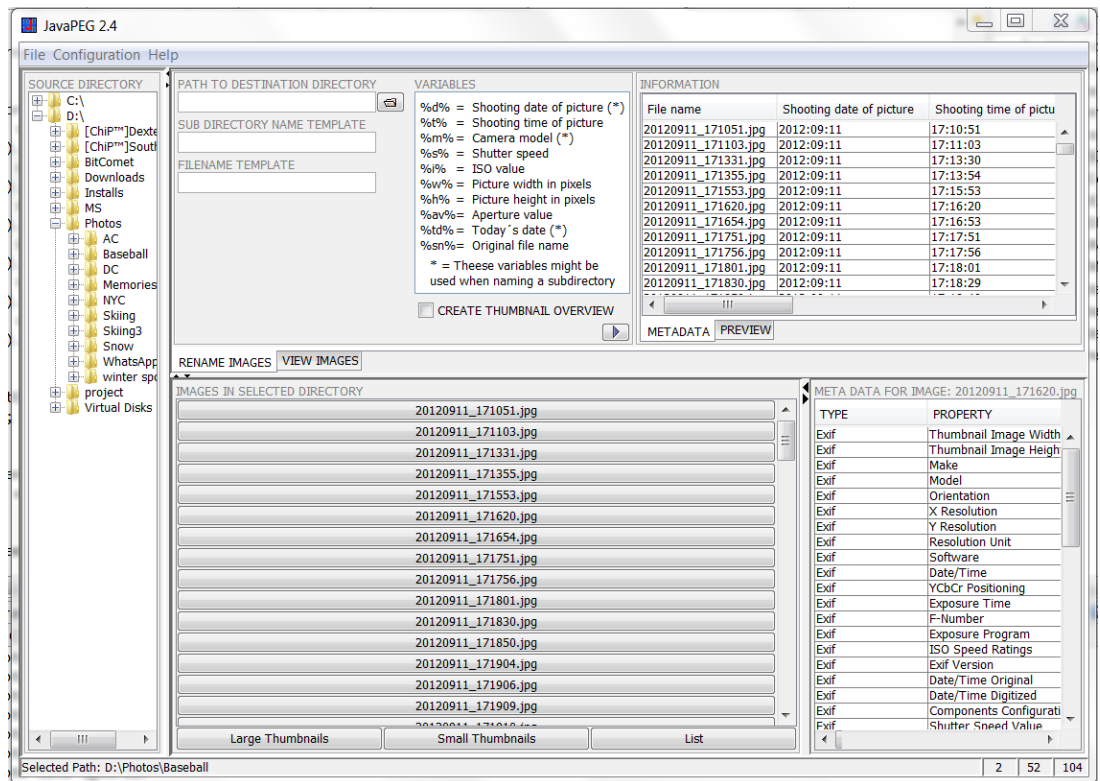 JavaPEG 2.4
File Configuration Help
SOURCE DIRECTORY
C:\
D:\
[ChiP™]Dexte
[ChiP™]South
BitComet
Downloads
Installs
MS
Photos
AC
Baseball
DC
Memories
NYC
Skiing
Skiing3
Snow
WhatsApp
winter spo
project
Virtual Disks
PATH TO DESTINATION DIRECTORY
SUB DIRECTORY NAME TEMPLATE
FILENAME TEMPLATE
VARIABLES
%d% = Shooting date of picture (*)
%t% = Shooting time of picture
%m% = Camera model (*)
%s% = Shutter speed
%i% = ISO value
%w% = Picture width in pixels
%h% = Picture height in pixels
%av%= Aperture value
%td%= Today´s date (*)
%sn%= Original file name
* = Theese variables might be
used when naming a subdirectory
CREATE THUMBNAIL OVERVIEW
INFORMATION
File name Shooting date of picture Shooting time of pictu
20120911_171051.jpg 2012:09:11 17:10:51
20120911_171103.jpg 2012:09:11 17:11:03
20120911_171331.jpg 2012:09:11 17:13:30
20120911_171355.jpg 2012:09:11 17:13:54
20120911_171553.jpg 2012:09:11 17:15:53
20120911_171620.jpg 2012:09:11 17:16:20
20120911_171654.jpg 2012:09:11 17:16:53
20120911_171751.jpg 2012:09:11 17:17:51
20120911_171756.jpg 2012:09:11 17:17:56
20120911_171801.jpg 2012:09:11 17:18:01
20120911_171830.jpg 2012:09:11 17:18:29
METADATA PREVIEW
RENAME IMAGES VIEW IMAGES
IMAGES IN SELECTED DIRECTORY
20120911_171051.jpg
20120911_171103.jpg
20120911_171331.jpg
20120911_171355.jpg
20120911_171553.jpg
20120911_171620.jpg
20120911_171654.jpg
20120911_171751.jpg
20120911_171756.jpg
20120911_171801.jpg
20120911_171830.jpg
20120911_171850.jpg
20120911_171904.jpg
20120911_171906.jpg
20120911_171909.jpg
Large Thumbnails Small Thumbnails List
META DATA FOR IMAGE: 20120911_171620.jpg
TYPE PROPERTY
Exif Thumbnail Image Width
Exif Thumbnail Image Heigh
Exif Make
Exif Model
Exif Orientation
Exif X Resolution
Exif Y Resolution
Exif Resolution Unit
Exif Software
Exif Date/Time
Exif YCbCr Positioning
Exif Exposure Time
Exif F-Number
Exif Exposure Program
Exif ISO Speed Ratings
Exif Exif Version
Exif Date/Time Original
Exif Date/Time Digitized
Exif Components Configurati
Exif Shutter Speed Value
Selected Path: D:\Photos\Baseball
2 52 104